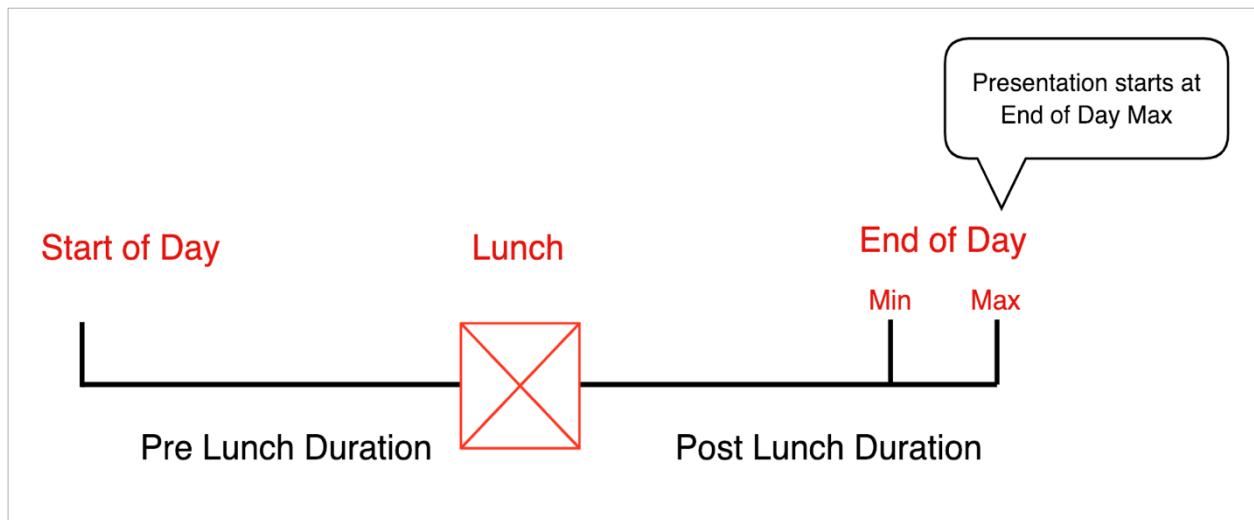 Presentation starts at
End of Day Max
Start of Day
Lunch
End of Day
Min
Max
Pre Lunch Duration
Post Lunch Duration